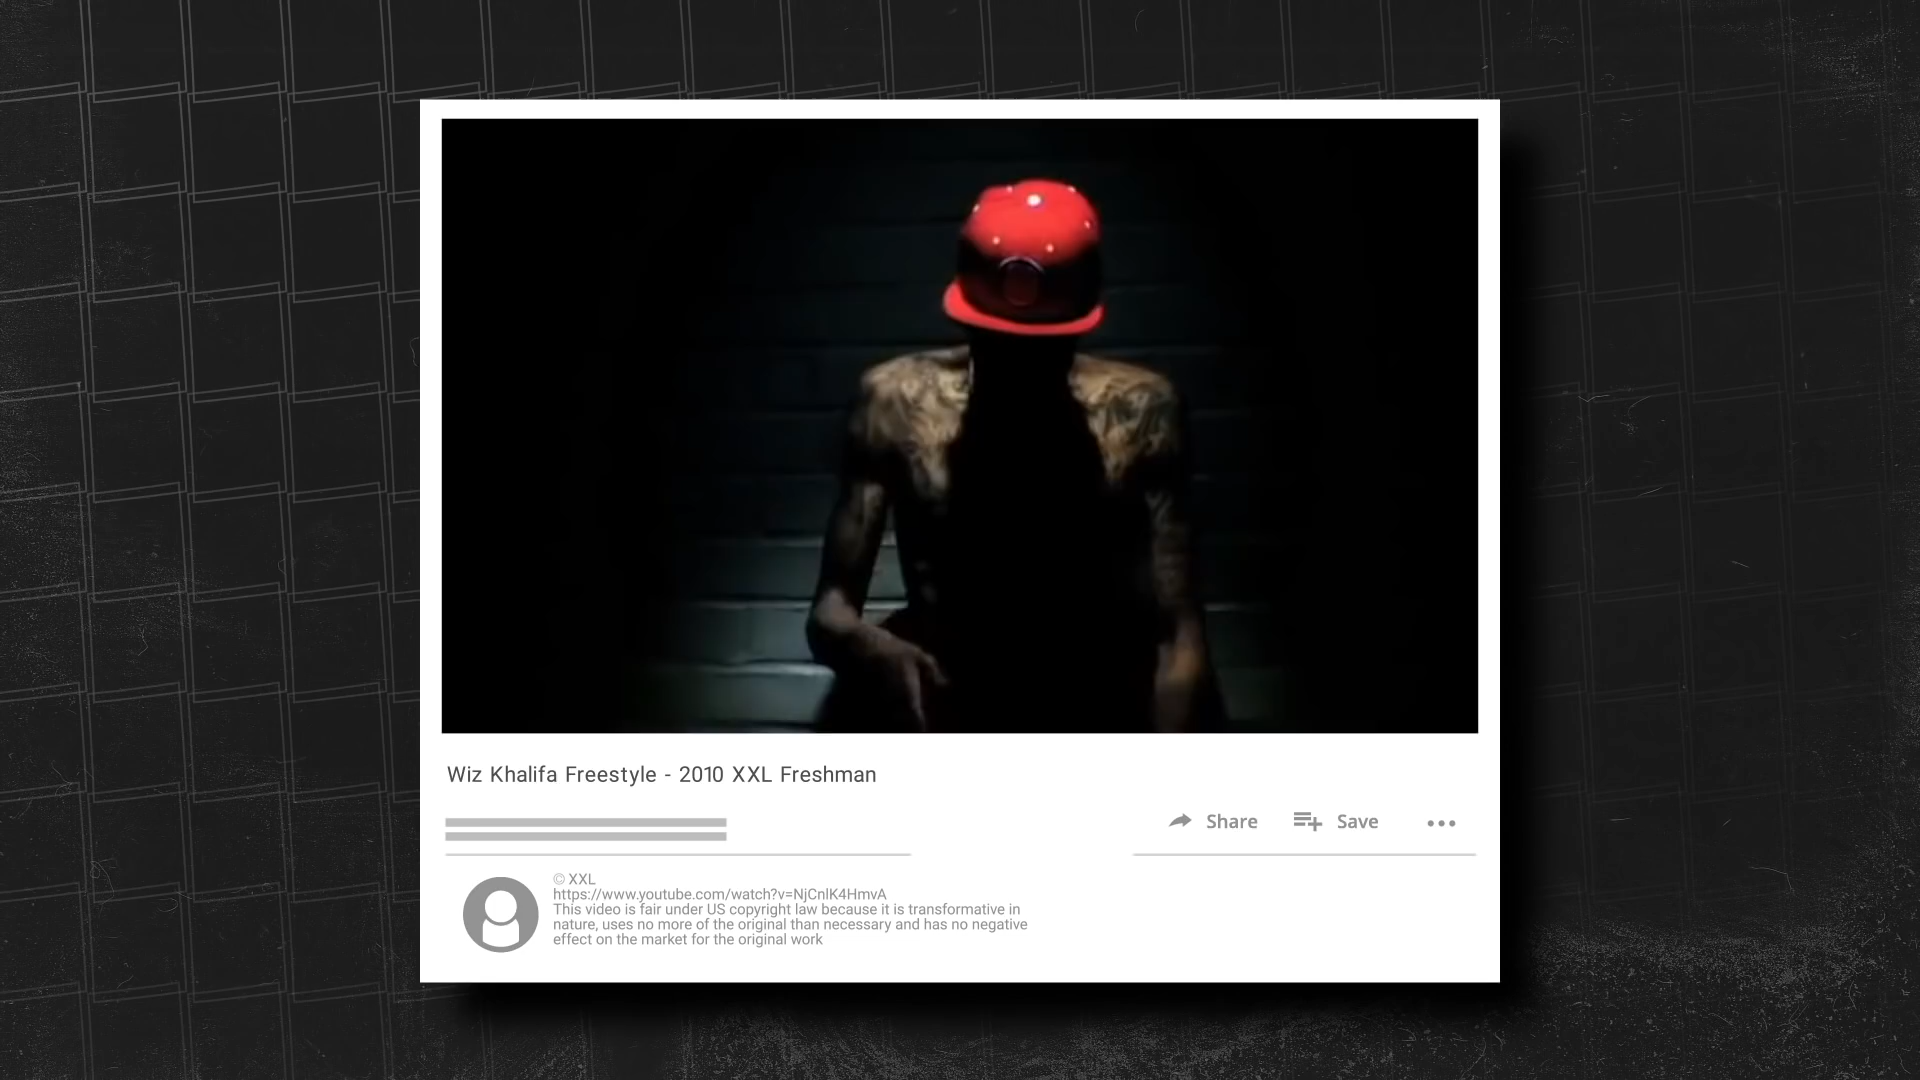 Wiz Khalifa Freestyle - 2010 XXL Freshman
Share Save
© XXL
https://www.youtube.com/watch?v=NjCnlK4HmvA
This video is fair under US copyright law because it is transformative in
nature, uses no more of the original than necessary and has no negative
effect on the market for the original work